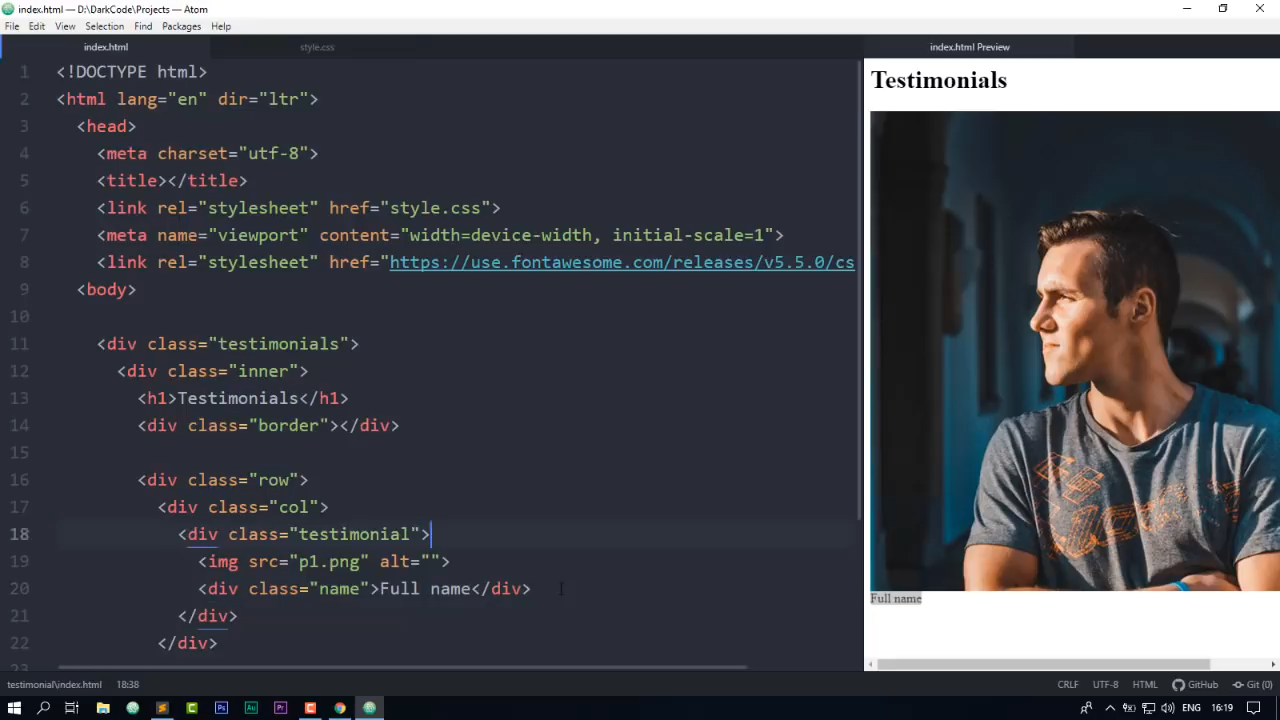 index.html — D:\DarkCode\Projects — Atom
File Edit View Selection Find Packages Help
index.html style.css index.html Preview
1 <!DOCTYPE html>
2 <html lang="en" dir="ltr">
3 <head>
4 <meta charset="utf-8">
5 <title></title>
6 <link rel="stylesheet" href="style.css">
7 <meta name="viewport" content="width=device-width, initial-scale=1">
8 <link rel="stylesheet" href="https://use.fontawesome.com/releases/v5.5.0/cs
9 <body>
10
11 <div class="testimonials">
12 <div class="inner">
13 <h1>Testimonials</h1>
14 <div class="border"></div>
15
16 <div class="row">
17 <div class="col">
18 <div class="testimonial">
19 <img src="p1.png" alt="">
20 <div class="name">Full name</div>
21 </div>
22 </div>
23
Testimonials
Full name
testimonial\index.html 18:38 CRLF UTF-8 HTML GitHub Git (0)
Ps Au Pr ENG 16:19